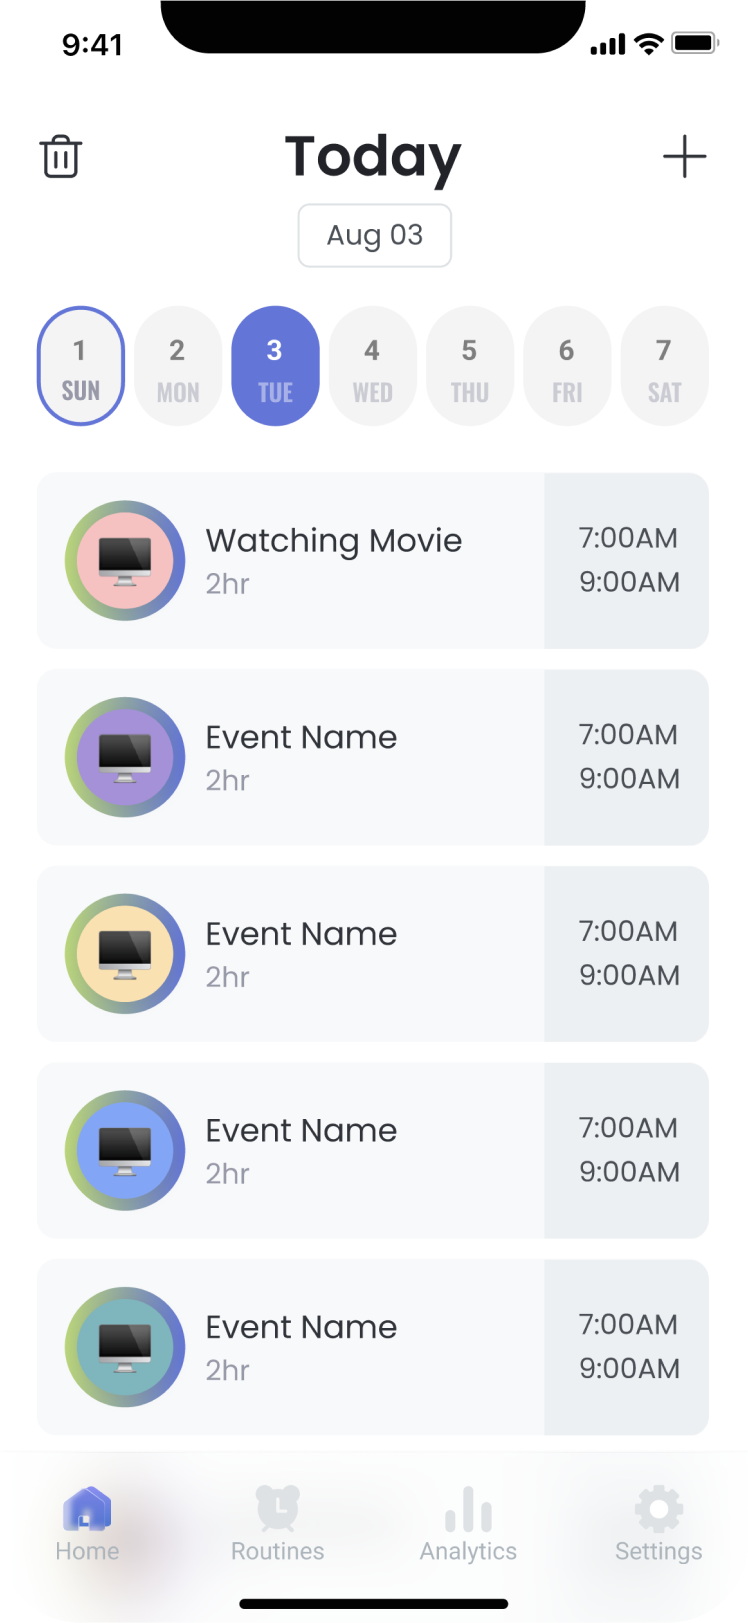 9:41
Today
Aug 03
1 2 3 4 5 6 7
SUN MON TUE WED THU FRI SAT
Watching Movie
2hr
7:00AM
9:00AM
Event Name
2hr
7:00AM
9:00AM
Event Name
2hr
7:00AM
9:00AM
Event Name
2hr
7:00AM
9:00AM
Event Name
2hr
7:00AM
9:00AM
Home Routines Analytics Settings